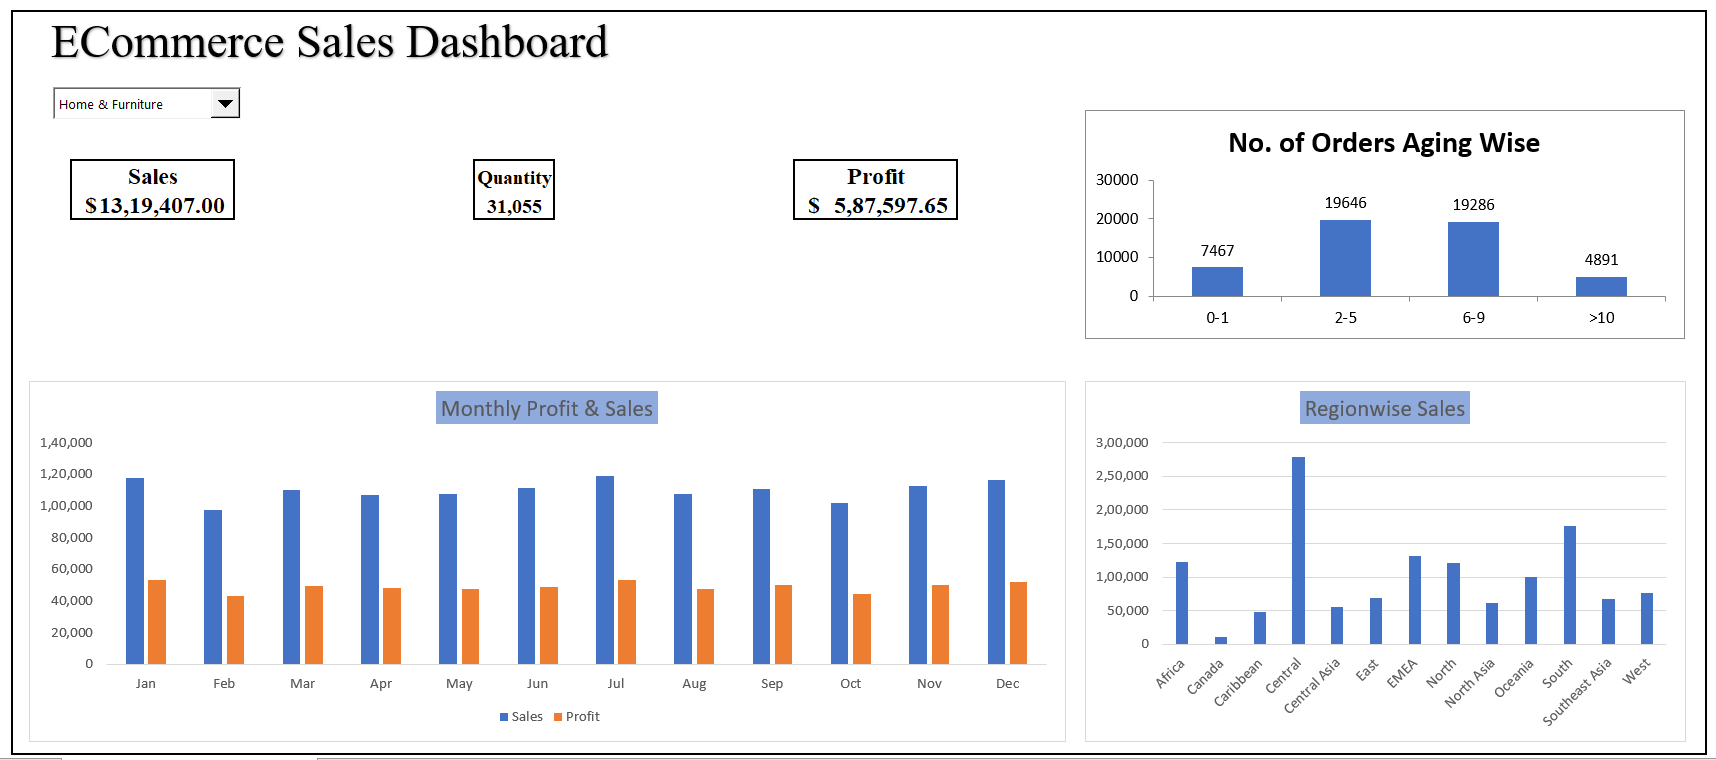 ECommerce Sales Dashboard
Home & Furniture
Sales
$13,19,407.00
Quantity
31,055
Profit
$ 5,87,597.65
No. of Orders Aging Wise
30000
20000
10000
0
7467
19646
19286
4891
0-1
2-5
6-9
>10
Monthly Profit & Sales
1,40,000
1,20,000
1,00,000
80,000
60,000
40,000
20,000
0
Jan
Feb
Mar
Apr
May
Jun
Jul
Aug
Sep
Oct
Nov
Dec
Sales
Profit
Regionwise Sales
3,00,000
2,50,000
2,00,000
1,50,000
1,00,000
50,000
0
Africa
Canada
Caribbean
Central
Central Asia
East
EMEA
North
North Asia
Oceania
South
Southeast Asia
West